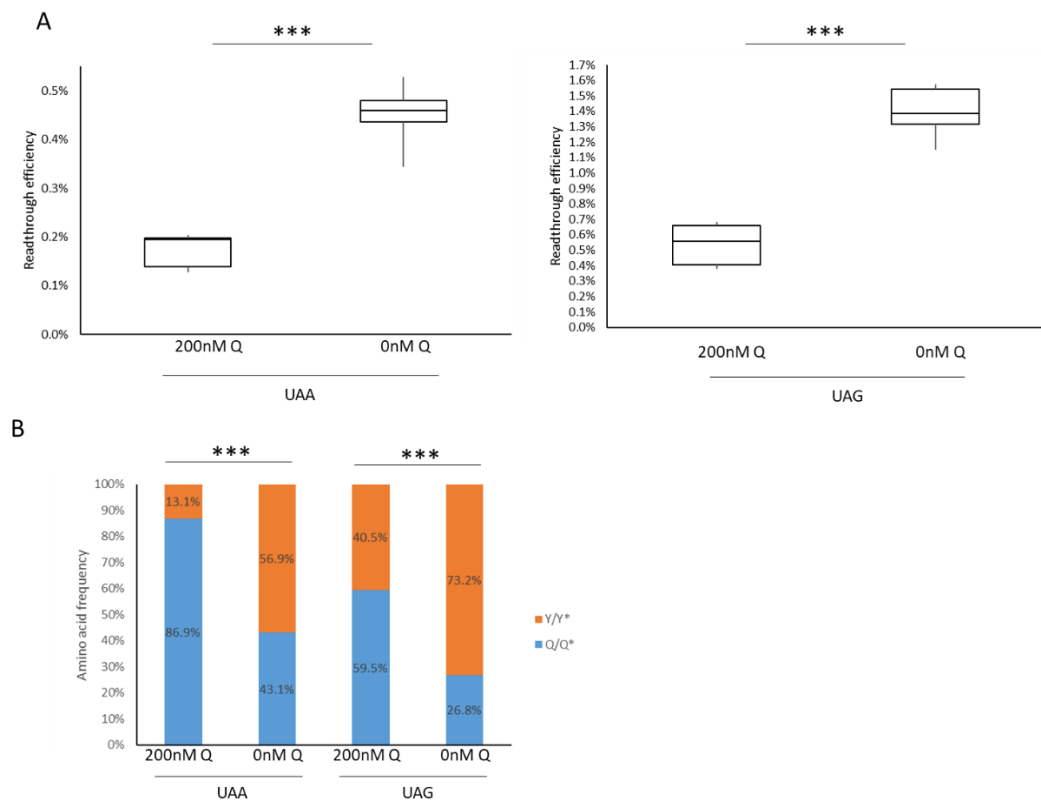 A
***
Readthrough efficiency
0.5%
0.4%
0.3%
0.2%
0.1%
0.0%
200nM Q 0nM Q
UAA
***
Readthrough efficiency
1.7%
1.6%
1.5%
1.4%
1.3%
1.2%
1.1%
1.0%
0.9%
0.8%
0.7%
0.6%
0.5%
0.4%
0.3%
0.2%
0.1%
0.0%
200nM Q 0nM Q
UAG
B
*** ***
Amino acid frequency
100%
90%
80%
70%
60%
50%
40%
30%
20%
10%
0%
13.1% 56.9% 40.5% 73.2%
86.9% 43.1% 59.5% 26.8%
Y/Y*
Q/Q*
200nM Q 0nM Q 200nM Q 0nM Q
UAA UAG